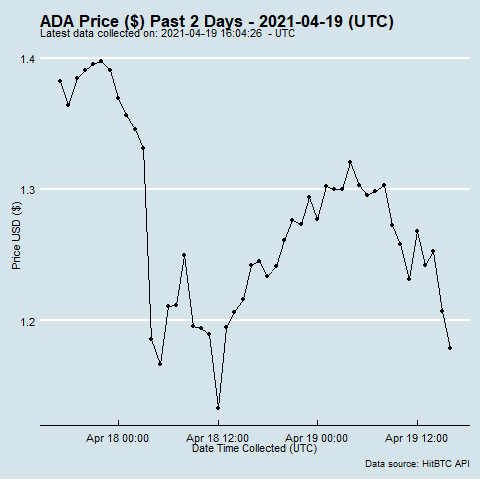 ADA Price ($) Past 2 Days - 2021-04-19 (UTC)
Latest data collected on: 2021-04-19 16:04:26  - UTC
1.4
1.3
1.2
Price USD ($)
Apr 18 00:00
Apr 18 12:00
Apr 19 00:00
Apr 19 12:00
Date Time Collected (UTC)
Data source: HitBTC API